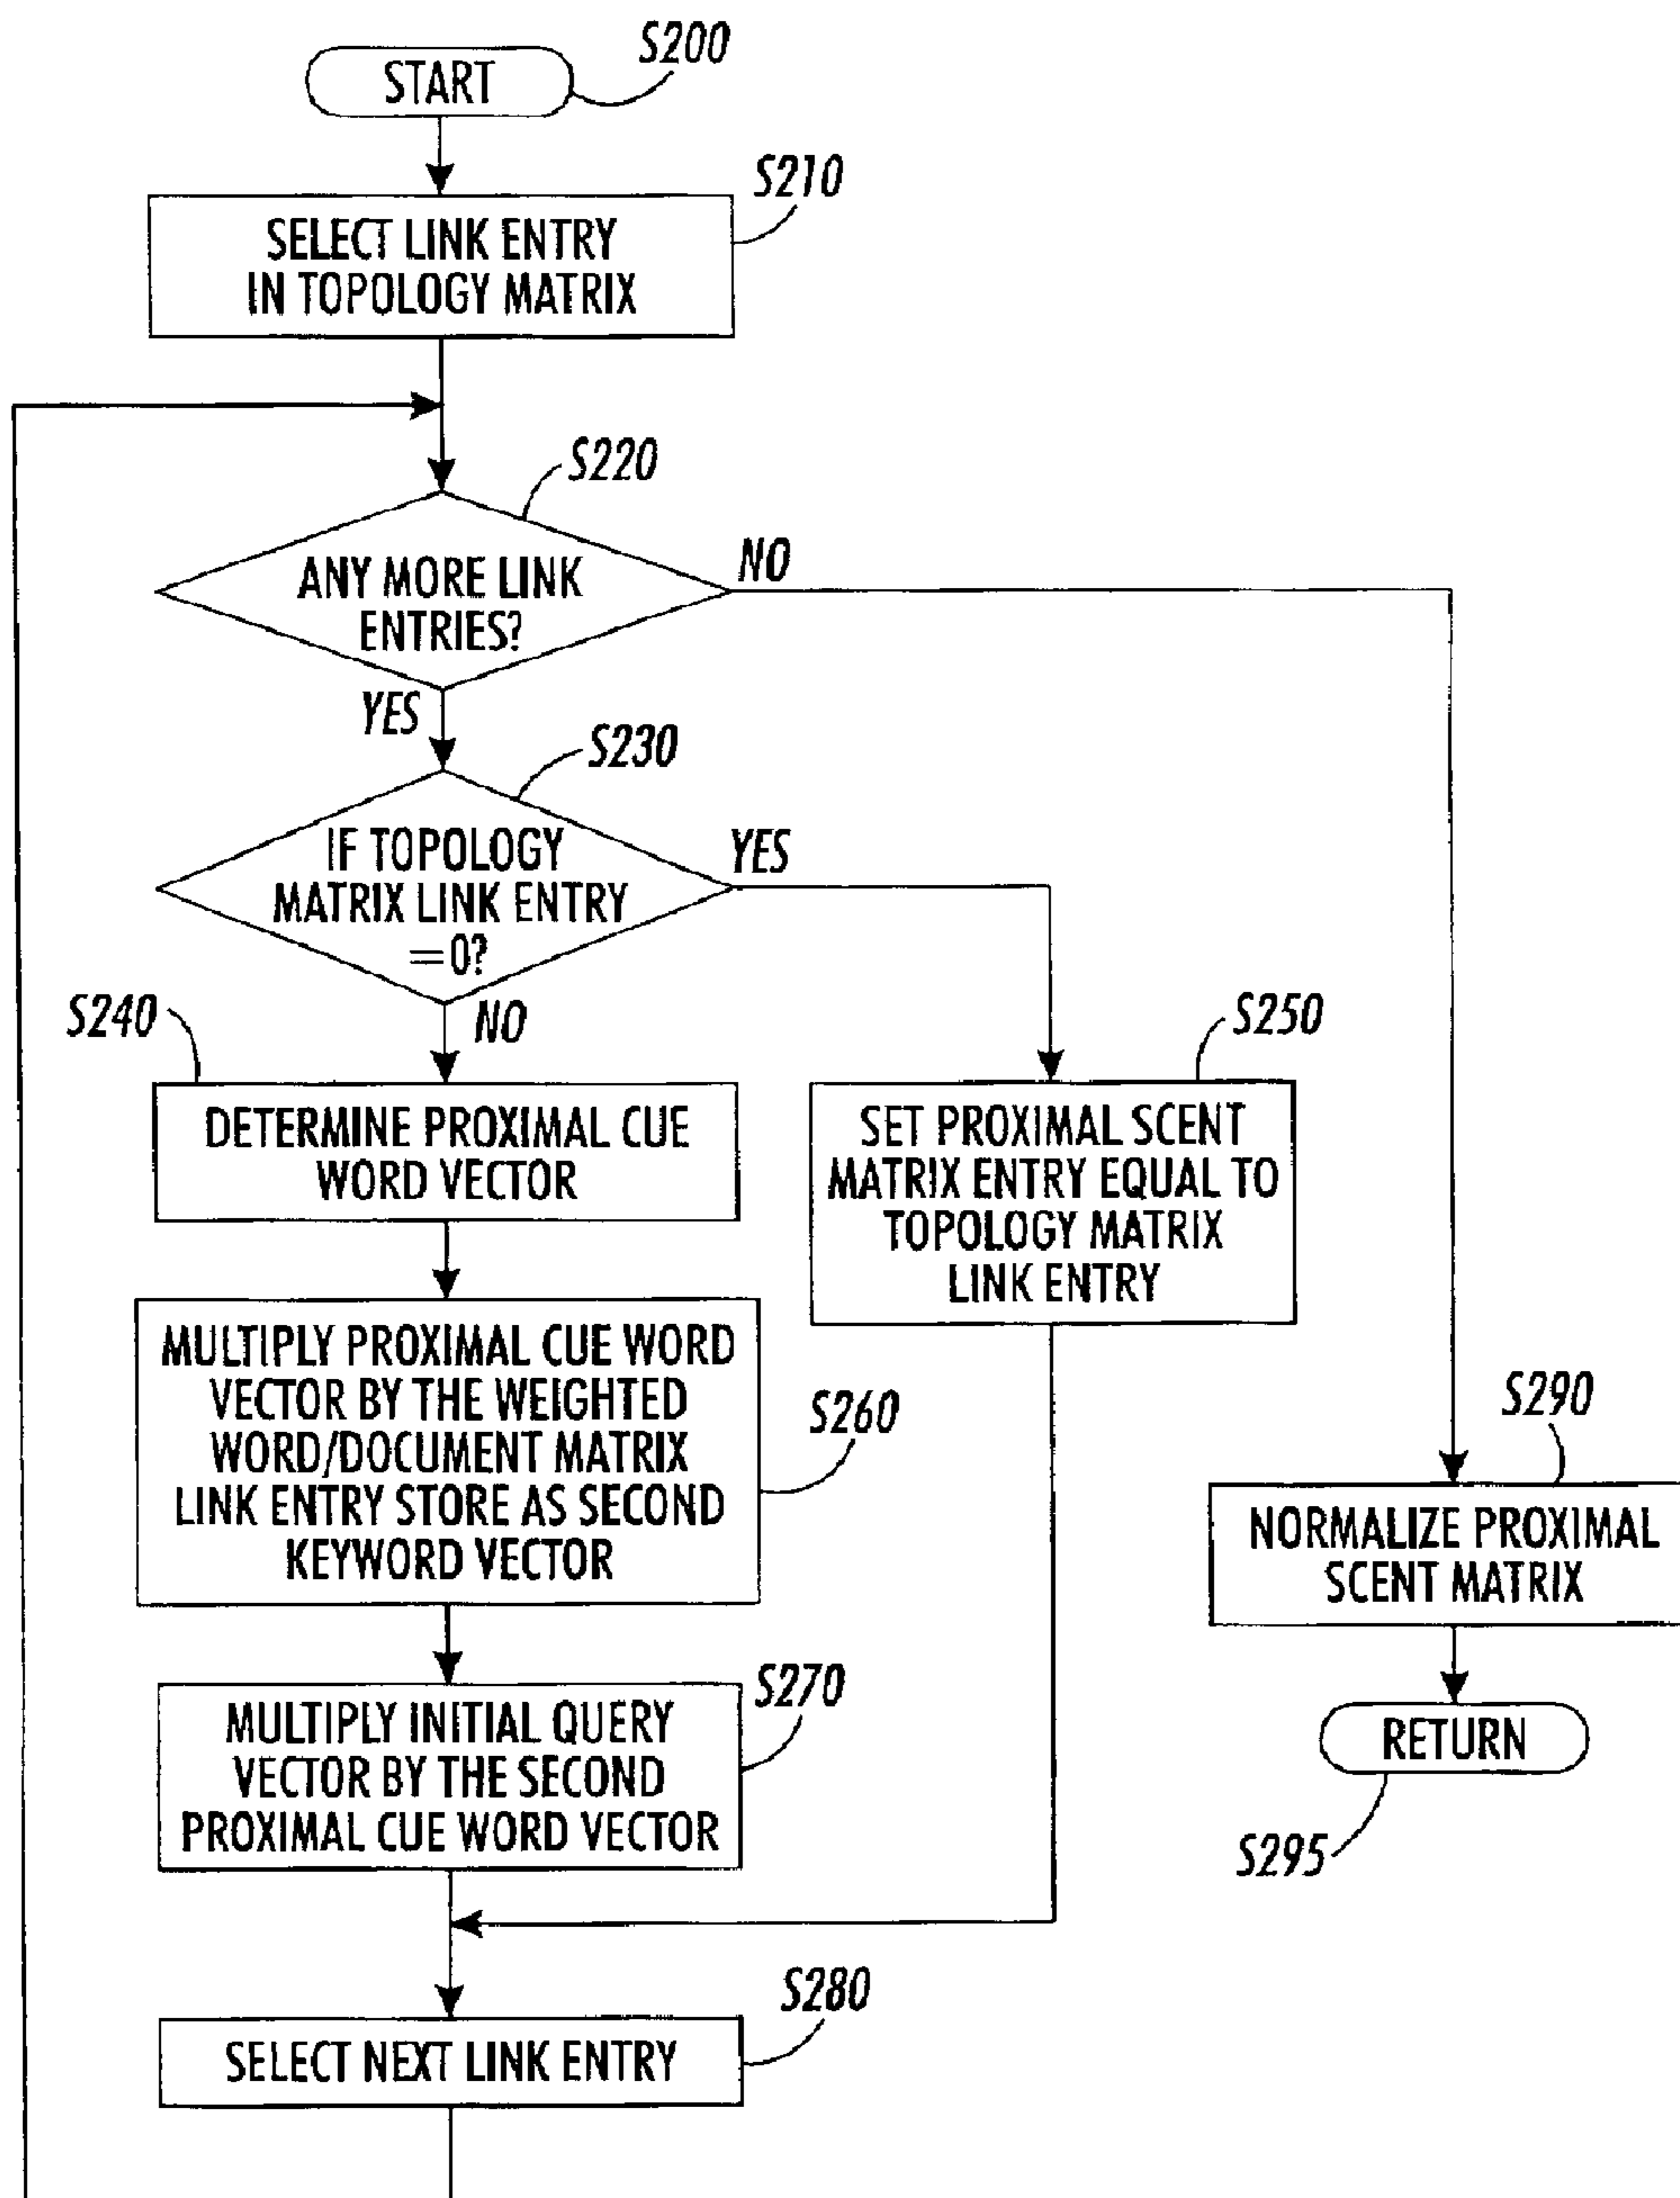 S200
START
S210
SELECT LINK ENTRY
IN TOPOLOGY MATRIX
S220
ANY MORE LINK
ENTRIES?
NO
YES
S230
IF TOPOLOGY
MATRIX LINK ENTRY
=0?
YES
NO
S240
DETERMINE PROXIMAL CUE
WORD VECTOR
S250
SET PROXIMAL SCENT
MATRIX ENTRY EQUAL TO
TOPOLOGY MATRIX
LINK ENTRY
MULTIPLY PROXIMAL CUE WORD
VECTOR BY THE WEIGHTED
WORD/DOCUMENT MATRIX
LINK ENTRY STORE AS SECOND
KEYWORD VECTOR
S260
S290
NORMALIZE PROXIMAL
SCENT MATRIX
S270
MULTIPLY INITIAL QUERY
VECTOR BY THE SECOND
PROXIMAL CUE WORD VECTOR
RETURN
S295
S280
SELECT NEXT LINK ENTRY